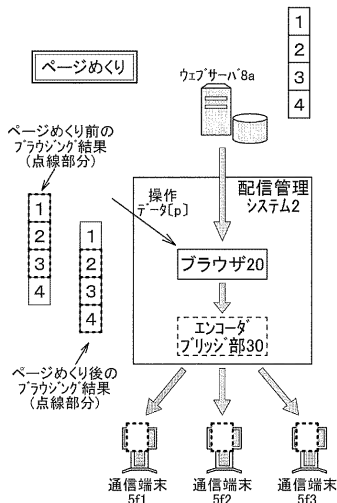 1
2
3
4
ページめくり
ウェブサーバ8a
ページめくり前の
ブラウジング結果
(点線部分)
1
2
3
4
操作
データ[p]
配信管理
システム2
1
2
3
4
ブラウザ20
エンコーダ
ブリッジ部30
ページめくり後の
ブラウジング結果
(点線部分)
通信端末
5f1
通信端末
5f2
通信端末
5f3